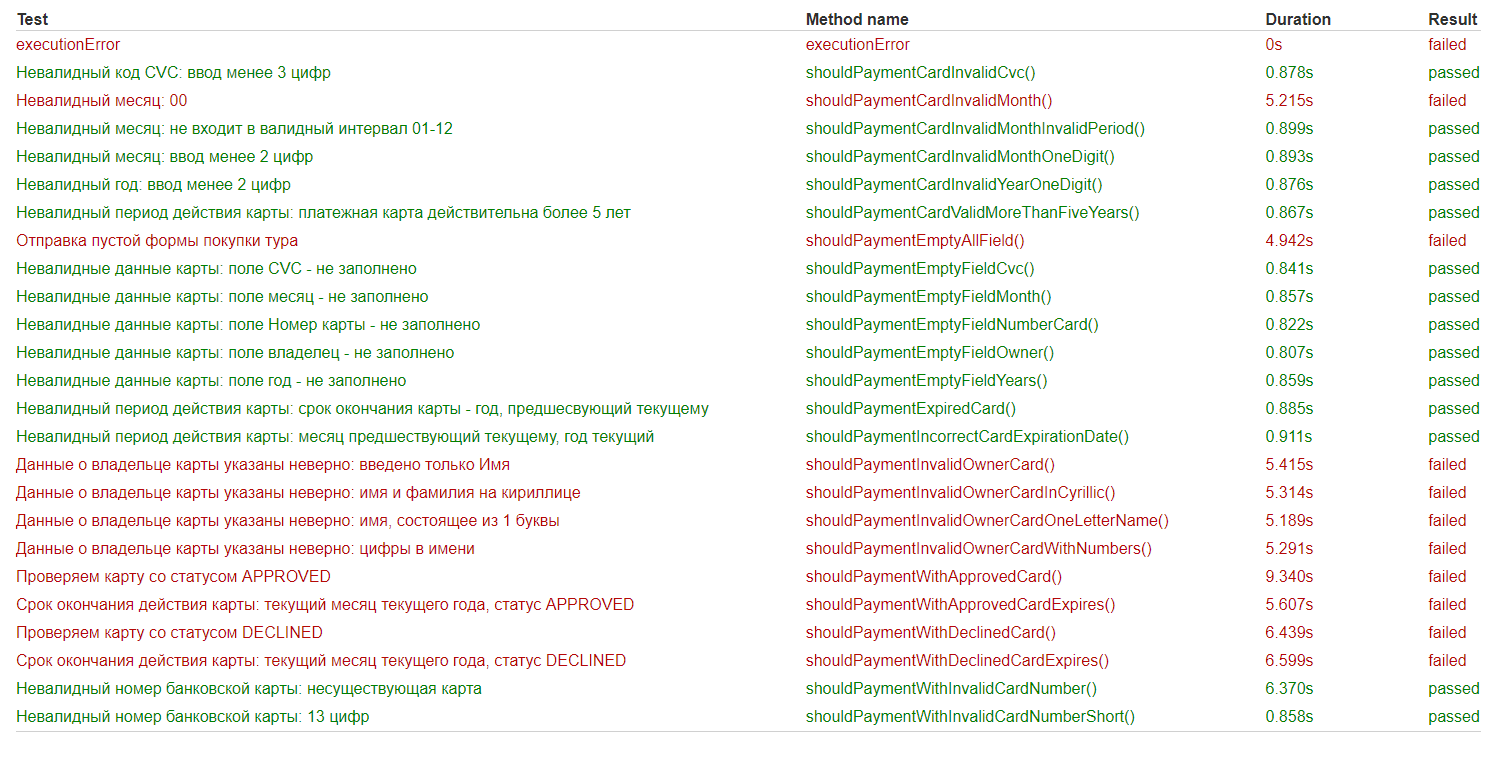 Test Method name Duration Result
executionError executionError 0s failed
Невалидный код CVC: ввод менее 3 цифр shouldPaymentCardInvalidCvc() 0.878s passed
Невалидный месяц: 00 shouldPaymentCardInvalidMonth() 5.215s failed
Невалидный месяц: не входит в валидный интервал 01-12 shouldPaymentCardInvalidMonthInvalidPeriod() 0.899s passed
Невалидный месяц: ввод менее 2 цифр shouldPaymentCardInvalidMonthOneDigit() 0.893s passed
Невалидный год: ввод менее 2 цифр shouldPaymentCardInvalidYearOneDigit() 0.876s passed
Невалидный период действия карты: платежная карта действительна более 5 лет shouldPaymentCardValidMoreThanFiveYears() 0.867s passed
Отправка пустой формы покупки тура shouldPaymentEmptyAllField() 4.942s failed
Невалидные данные карты: поле CVC - не заполнено shouldPaymentEmptyFieldCvc() 0.841s passed
Невалидные данные карты: поле месяц - не заполнено shouldPaymentEmptyFieldMonth() 0.857s passed
Невалидные данные карты: поле Номер карты - не заполнено shouldPaymentEmptyFieldNumberCard() 0.822s passed
Невалидные данные карты: поле владелец - не заполнено shouldPaymentEmptyFieldOwner() 0.807s passed
Невалидные данные карты: поле год - не заполнено shouldPaymentEmptyFieldYears() 0.859s passed
Невалидный период действия карты: срок окончания карты - год, предшесвующий текущему shouldPaymentExpiredCard() 0.885s passed
Невалидный период действия карты: месяц предшествующий текущему, год текущий shouldPaymentIncorrectCardExpirationDate() 0.911s passed
Данные о владельце карты указаны неверно: введено только Имя shouldPaymentInvalidOwnerCard() 5.415s failed
Данные о владельце карты указаны неверно: имя и фамилия на кириллице shouldPaymentInvalidOwnerCardInCyrillic() 5.314s failed
Данные о владельце карты указаны неверно: имя, состоящее из 1 буквы shouldPaymentInvalidOwnerCardOneLetterName() 5.189s failed
Данные о владельце карты указаны неверно: цифры в имени shouldPaymentInvalidOwnerCardWithNumbers() 5.291s failed
Проверяем карту со статусом APPROVED shouldPaymentWithApprovedCard() 9.340s failed
Срок окончания действия карты: текущий месяц текущего года, статус APPROVED shouldPaymentWithApprovedCardExpires() 5.607s failed
Проверяем карту со статусом DECLINED shouldPaymentWithDeclinedCard() 6.439s failed
Срок окончания действия карты: текущий месяц текущего года, статус DECLINED shouldPaymentWithDeclinedCardExpires() 6.599s failed
Невалидный номер банковской карты: несуществующая карта shouldPaymentWithInvalidCardNumber() 6.370s passed
Невалидный номер банковской карты: 13 цифр shouldPaymentWithInvalidCardNumberShort() 0.858s passed